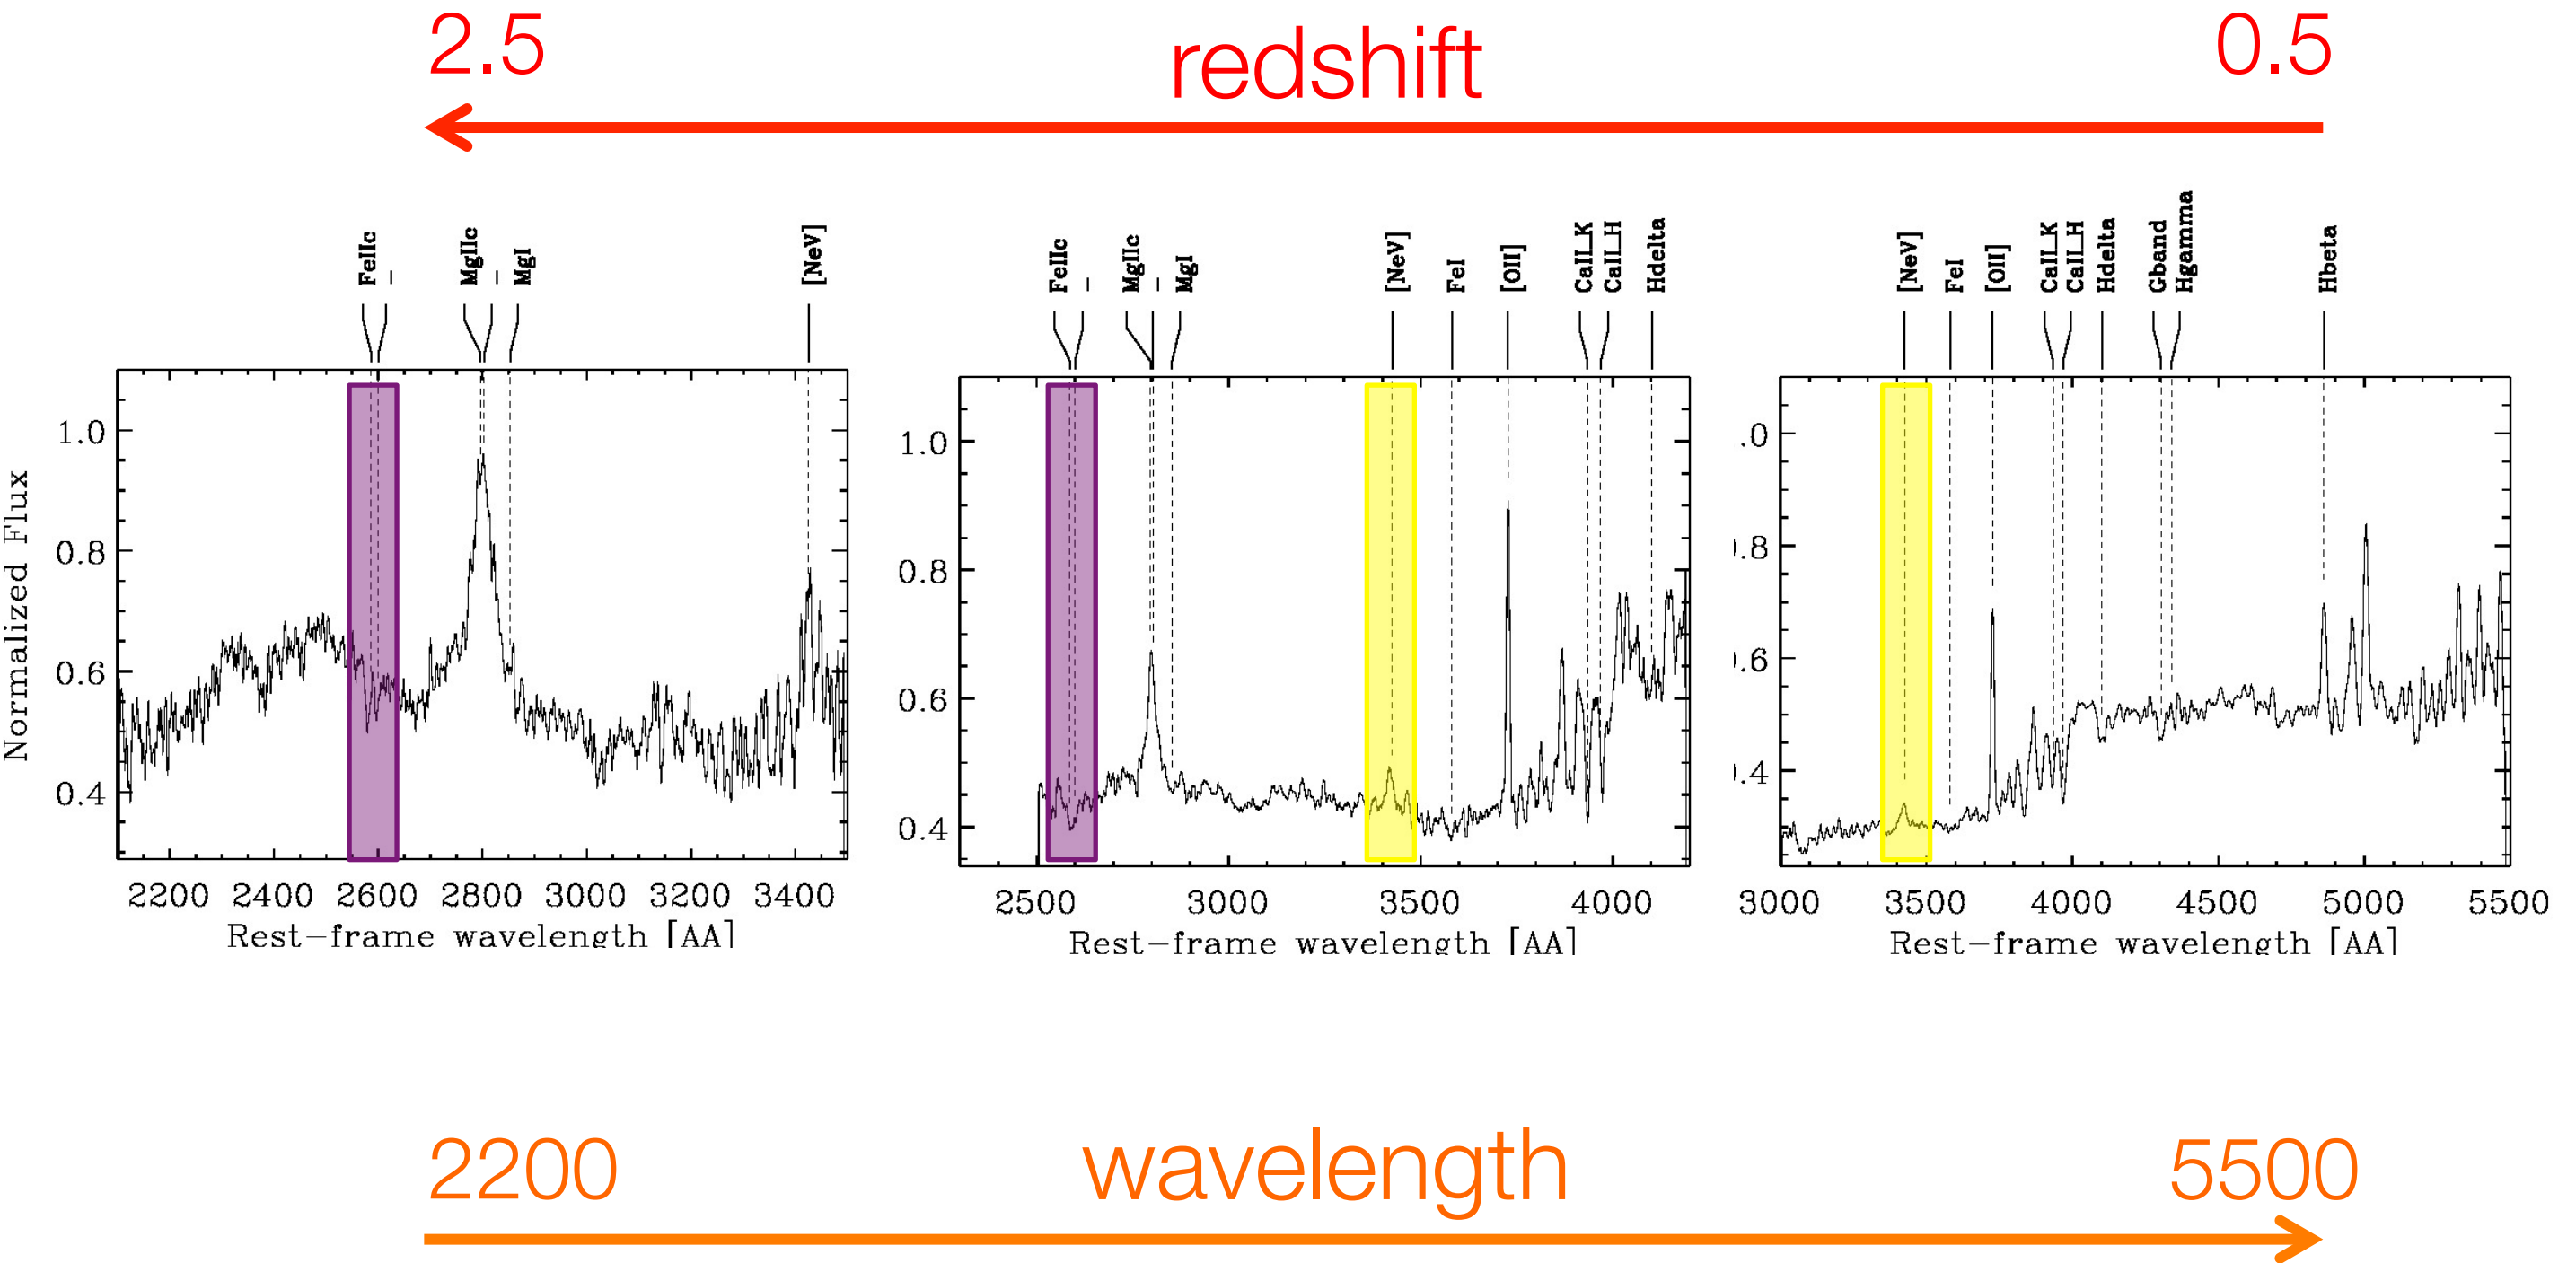 2.5 redshift 0.5
FeIIc
–
MgIIc
–
MgI
[NeV]
FeIIc
–
MgIIc
–
MgI
[NeV]
FeI
[OII]
CaII_K
CaII_H
Hdelta
[NeV]
FeI
[OII]
CaII_K
CaII_H
Hdelta
Gband
Hgamma
Hbeta
Normalized Flux
1.0
0.8
0.6
0.4
2200 2400 2600 2800 3000 3200 3400
Rest-frame wavelength [AA]
1.0
0.8
0.6
0.4
2500 3000 3500 4000
Rest-frame wavelength [AA]
.0
.8
.6
.4
3000 3500 4000 4500 5000 5500
Rest-frame wavelength [AA]
2200 wavelength 5500